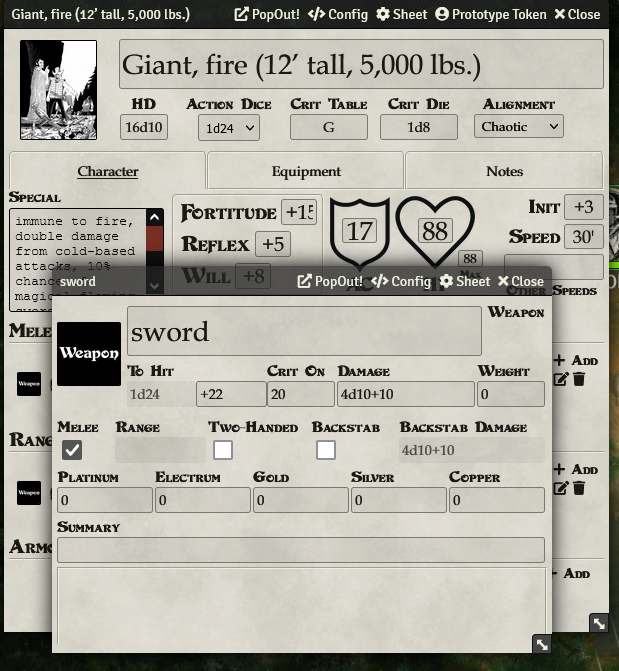 Giant, fire (12’ tall, 5,000 lbs.) PopOut! Config Sheet Prototype Token Close
Giant, fire (12’ tall, 5,000 lbs.)
HD Action Dice Crit Table Crit Die Alignment
16d10 1d24 G 1d8 Chaotic
Character Equipment Notes
Special
immune to fire,
double damage
from cold-based
attacks, 10%
Fortitude
Reflex +5
Will +8
17
88
88
Init +3
Speed 30'
sword PopOut! Config Sheet Close
Speeds
Weapon
sword
Weapon
To Hit Crit On Damage Weight
1d24 +22 20 4d10+10 0
Melee Range Two-Handed Backstab Backstab Damage
4d10+10
Platinum Electrum Gold Silver Copper
0 0 0 0 0
Summary
Add
Weapon
Add
Weapon
Add